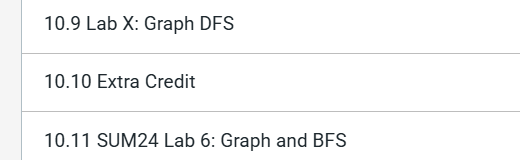 10.9 Lab X: Graph DFS
10.10 Extra Credit
10.11 SUM24 Lab 6: Graph and BFS